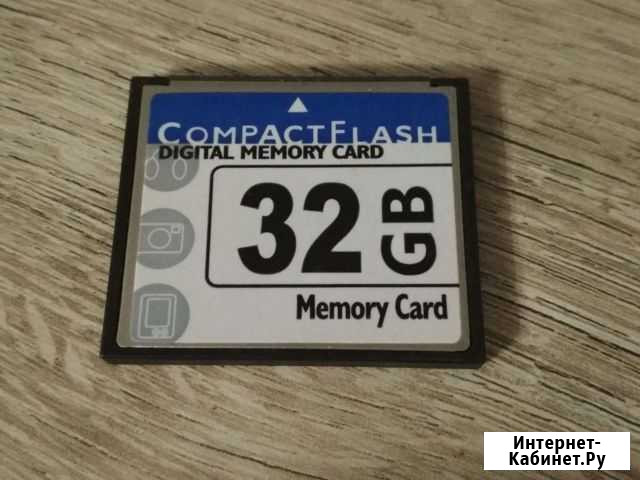 COMPACTFLASH
DIGITAL MEMORY CARD
32 GB
Memory Card
Интернет-
Кабинет.Ру